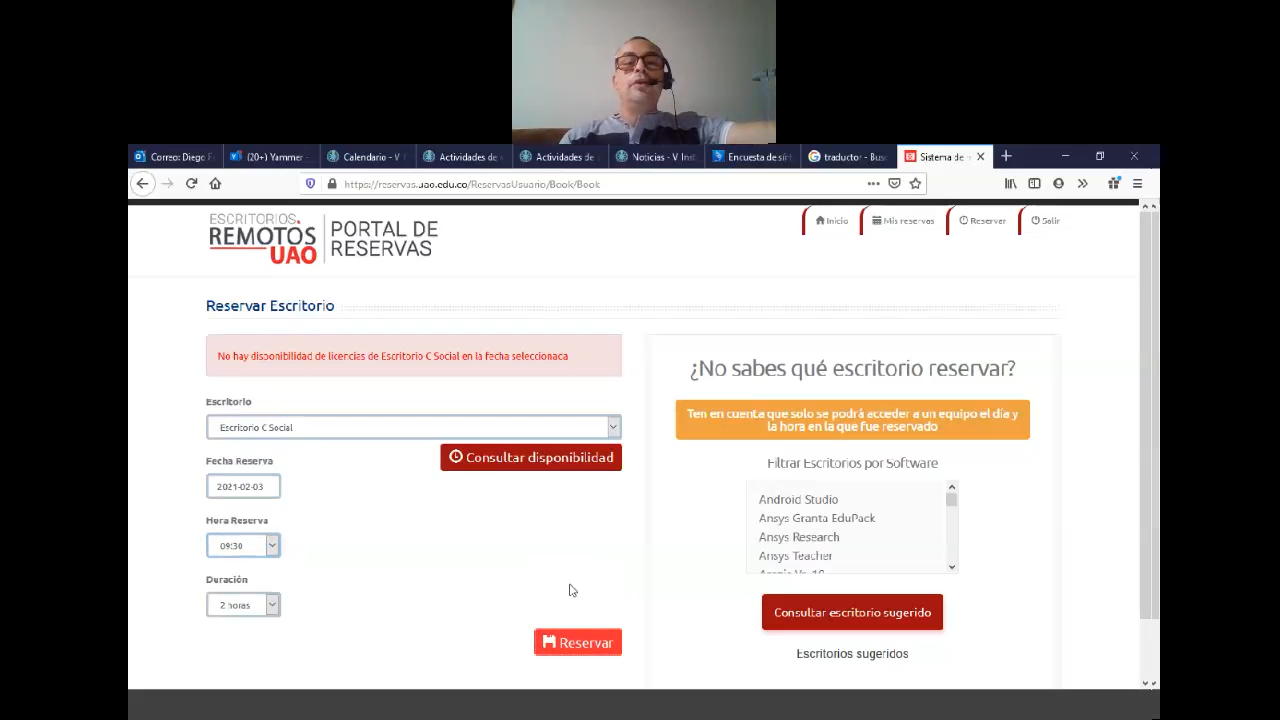 Correo: Diego F
(20+) Yammer
Calendario - V
Actividades de
Actividades de
Noticias - V. Inst
Encuesta de sínt
traductor - Bus
Sistema de
https://reservas.uao.edu.co/ReservasUsuario/Book/Book
ESCRITORIOS
REMOTOS
UAO
PORTAL DE
RESERVAS
Inicio
Mis reservas
Reservar
Salir
Reservar Escritorio
No hay disponibilidad de licencias de Escritorio C Social en la fecha seleccionaca
Escritorio
Escritorio C Social
Consultar disponibilidad
Fecha Reserva
2021-02-03
Hora Reserva
09:30
Duración
2 horas
Reservar
¿No sabes qué escritorio reservar?
Ten en cuenta que solo se podrá acceder a un equipo el día y
la hora en la que fue reservado
Filtrar Escritorios por Software
Android Studio
Ansys Granta EduPack
Ansys Research
Ansys Teacher
Consultar escritorio sugerido
Escritorios sugeridos